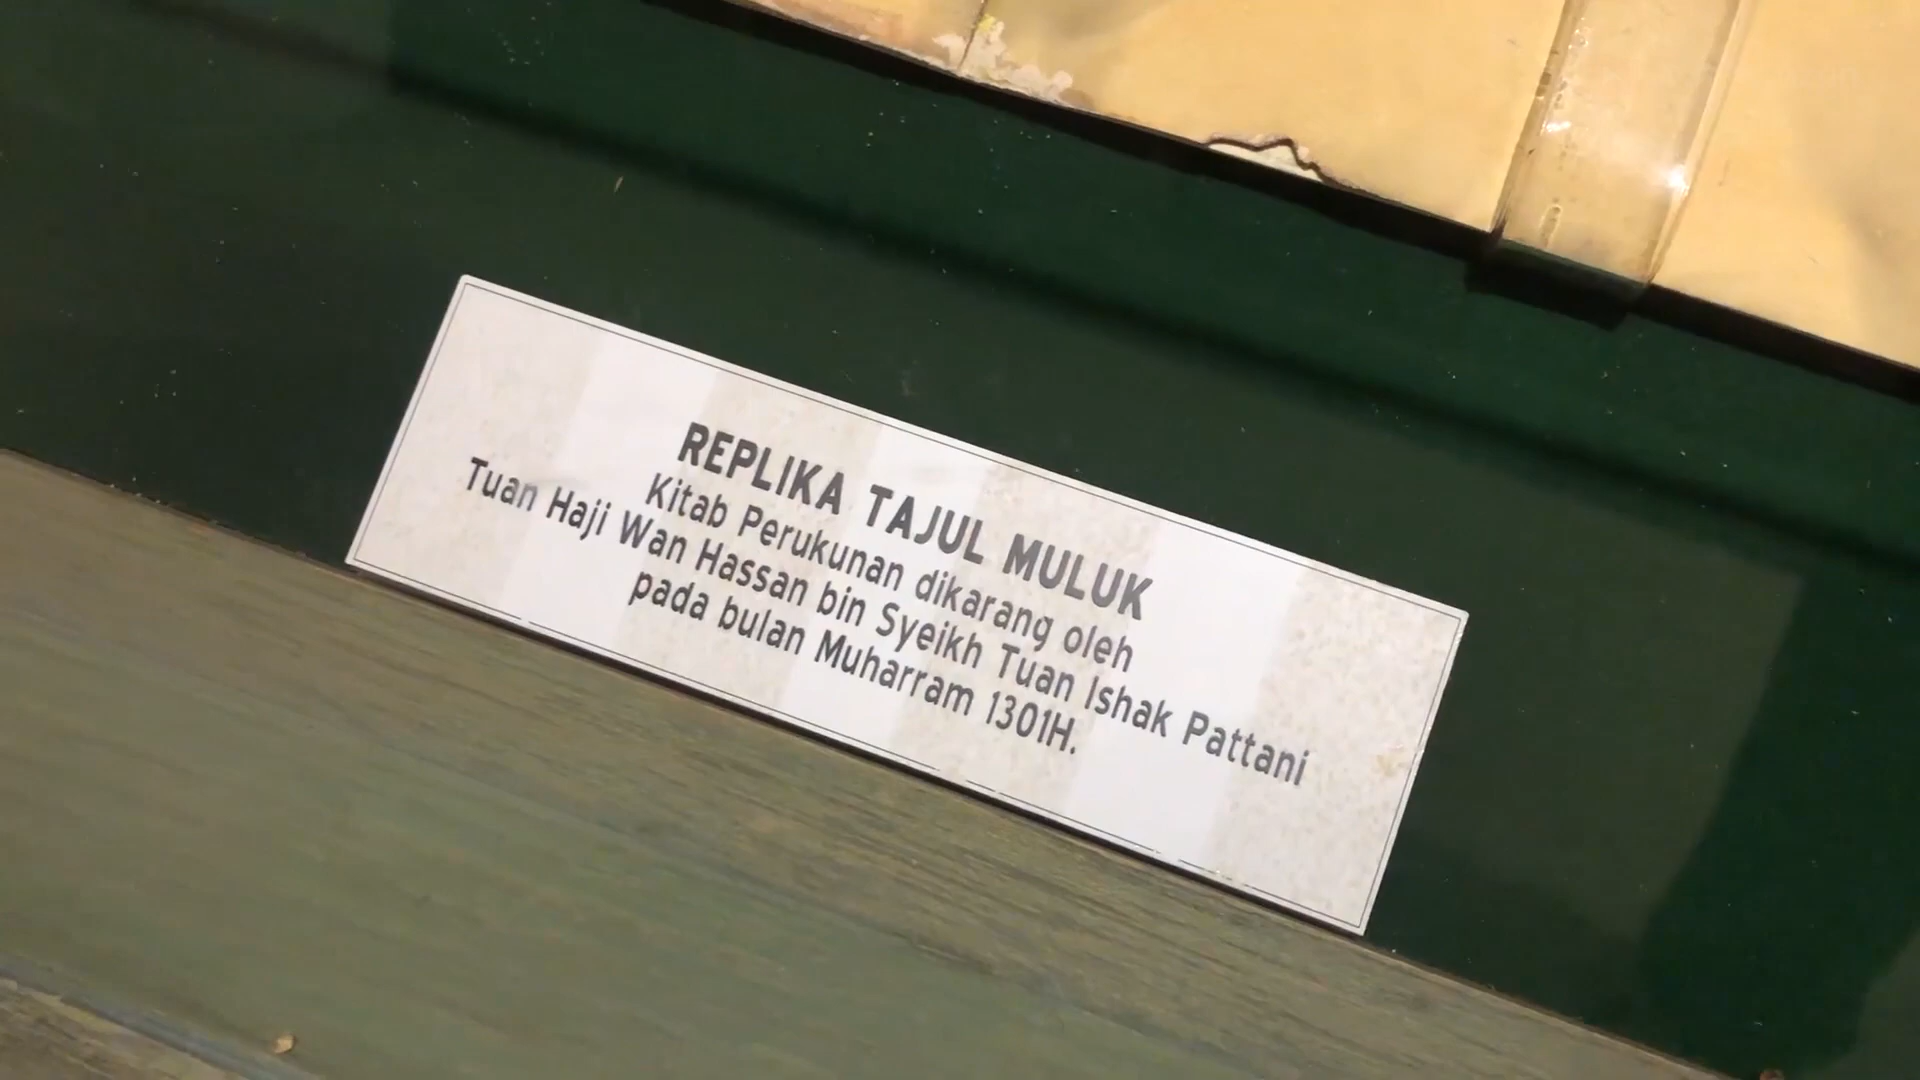 REPLIKA TAJUL MULUK
Kitab Perukunan dikarang oleh
Tuan Haji Wan Hassan bin Syeikh Tuan Ishak Pattani
pada bulan Muharram 1301H.